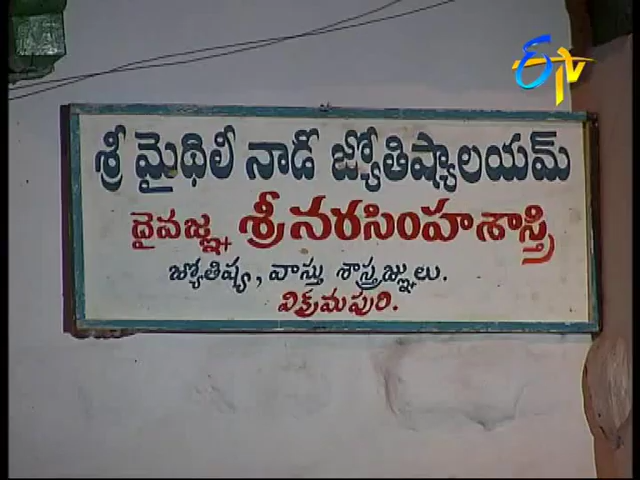 ETV
శ్రీ మైథిలీ నాడీ జ్యోతిష్యాలయమ్
దైవజ్ఞ శ్రీనరసింహశాస్త్రి
జ్యోతిష్య, వాస్తు శాస్త్రజ్ఞులు.
విక్రమపురి.